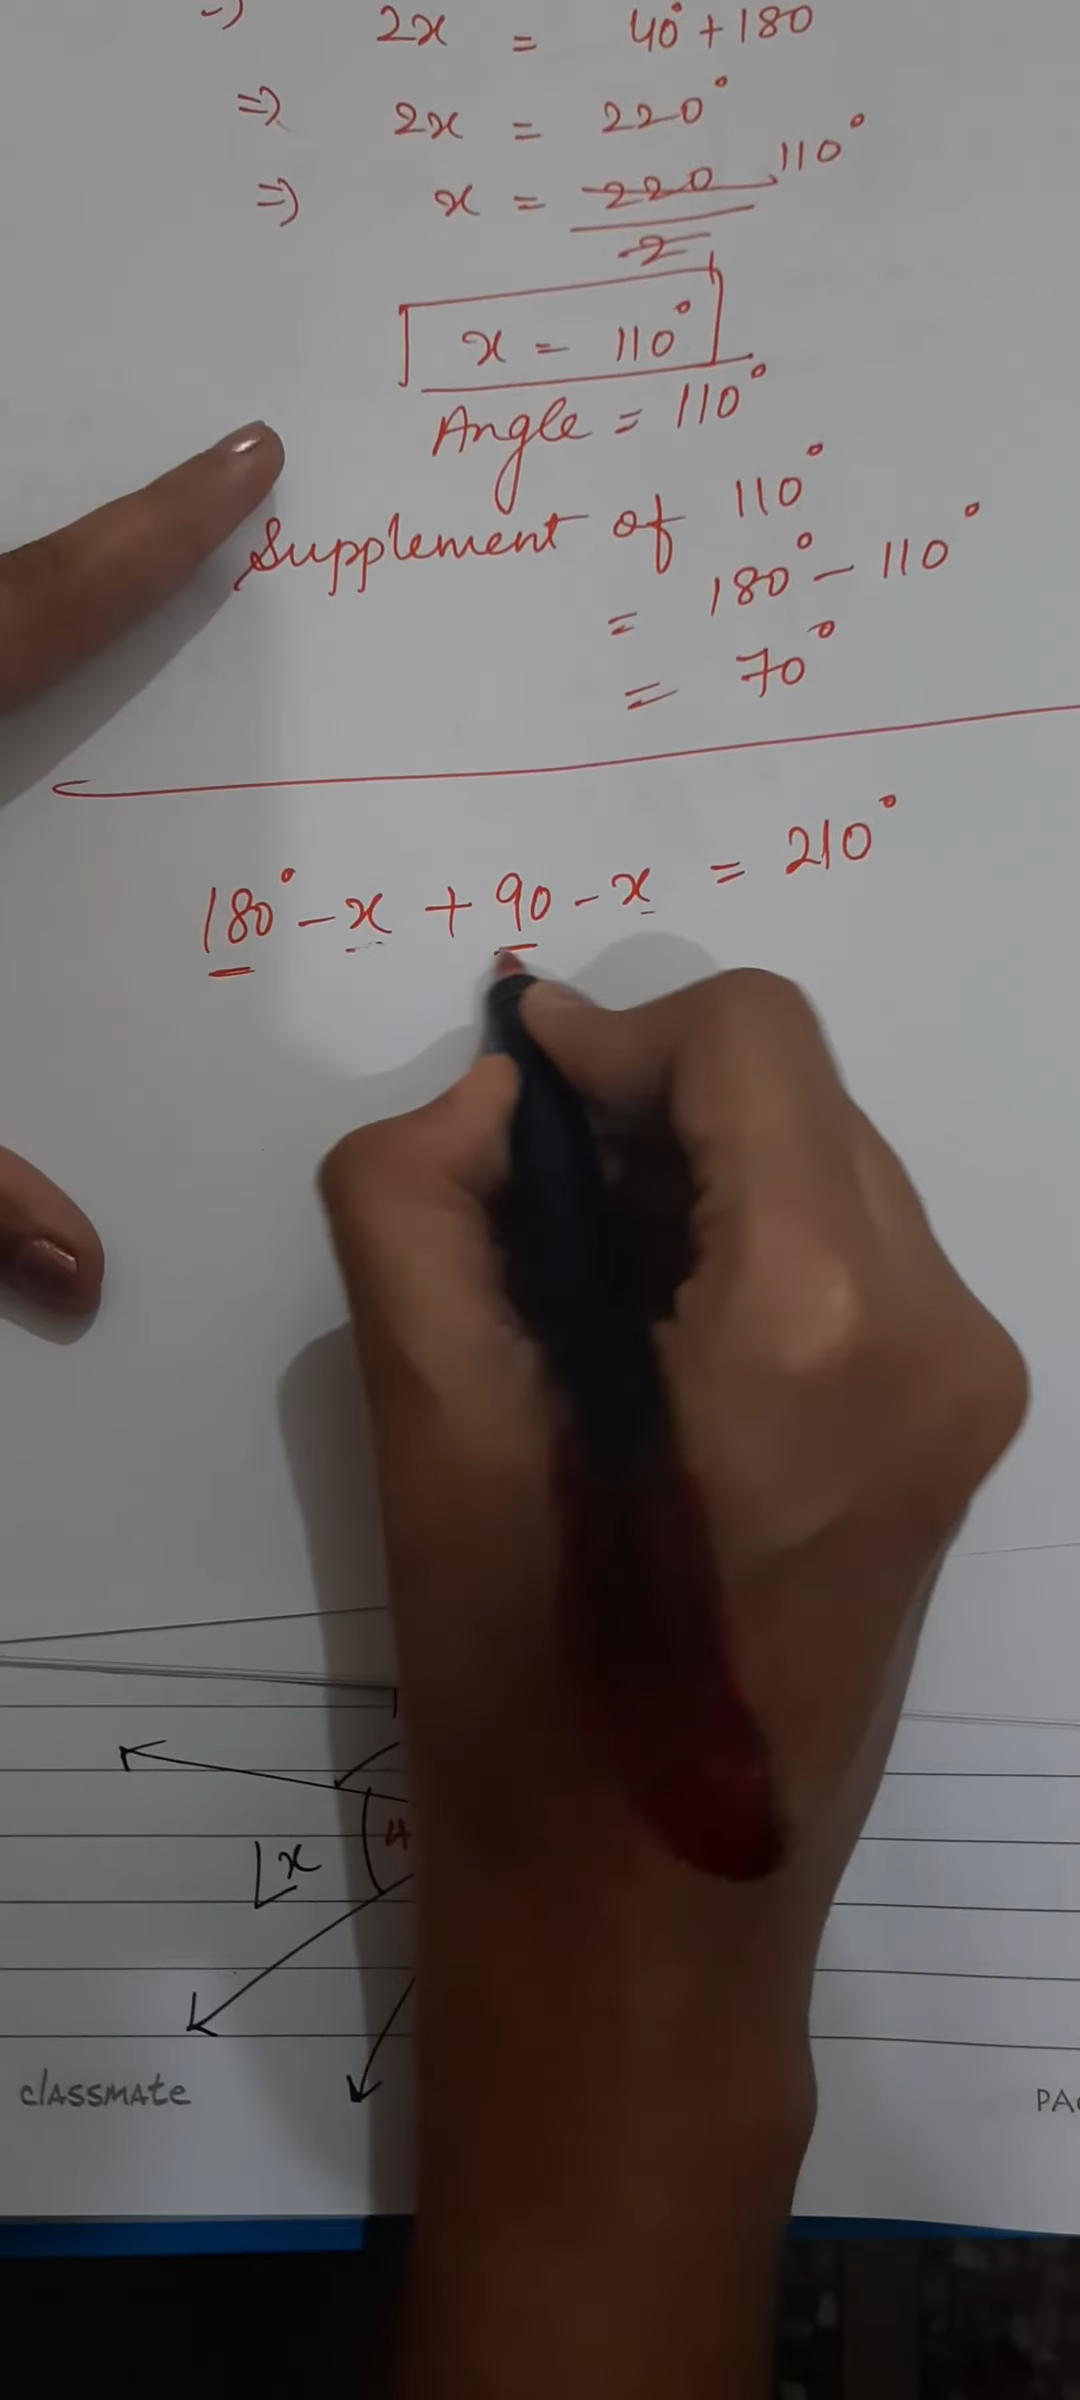 2x = 40° + 180
⇒ 2x = 220°
⇒ x = 220/2 110°
x = 110°
Angle = 110°
Supplement of 110°
= 180° - 110°
= 70°
180° - x + 90 - x = 210°
∠x
classmate